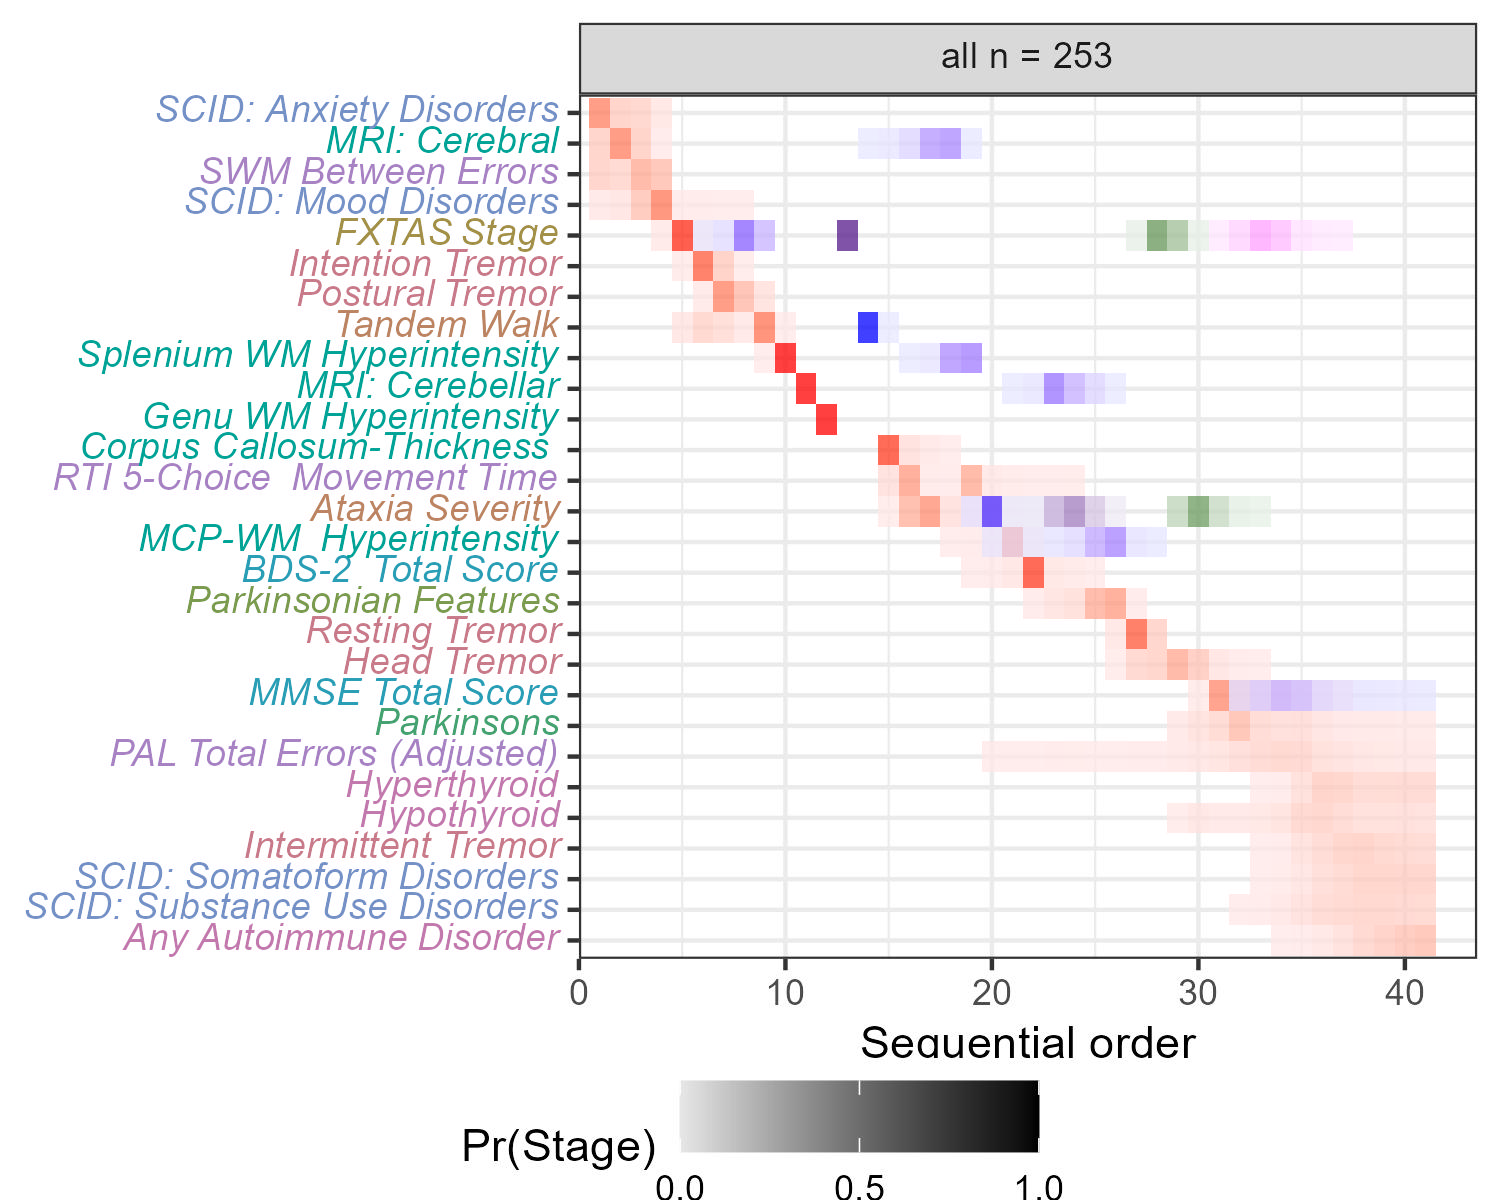 all n = 253
SCID: Anxiety Disorders
MRI: Cerebral
SWM Between Errors
SCID: Mood Disorders
FXTAS Stage
Intention Tremor
Postural Tremor
Tandem Walk
Splenium WM Hyperintensity
MRI: Cerebellar
Genu WM Hyperintensity
Corpus Callosum-Thickness
RTI 5-Choice  Movement Time
Ataxia Severity
MCP-WM  Hyperintensity
BDS-2  Total Score
Parkinsonian Features
Resting Tremor
Head Tremor
MMSE Total Score
Parkinsons
PAL Total Errors (Adjusted)
Hyperthyroid
Hypothyroid
Intermittent Tremor
SCID: Somatoform Disorders
SCID: Substance Use Disorders
Any Autoimmune Disorder
0 10 20 30 40
Sequential order
Pr(Stage)
0.0 0.5 1.0